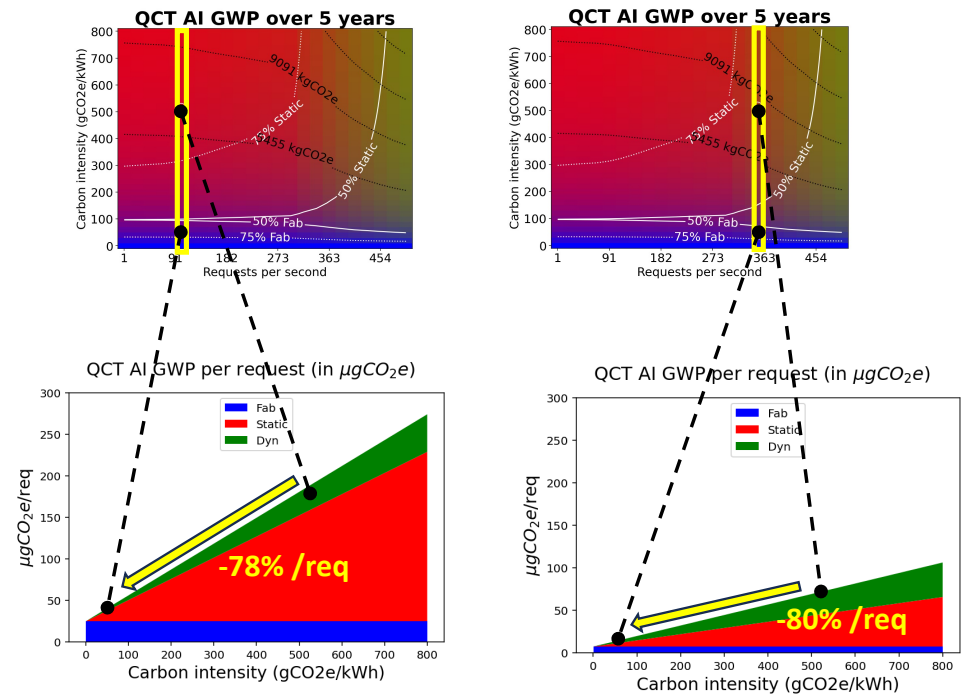 QCT AI GWP over 5 years
Carbon intensity (gCO2e/kWh)
800
700
600
500
400
300
200
100
0
9091 kgCO2e
75% Static
5455 kgCO2e
50% Static
50% Fab
75% Fab
1 91 182 273 363 454
Requests per second
QCT AI GWP over 5 years
Carbon intensity (gCO2e/kWh)
800
700
600
500
400
300
200
100
0
9091 kgCO2e
75% Static
5455 kgCO2e
50% Static
50% Fab
75% Fab
1 91 182 273 363 454
Requests per second
QCT AI GWP per request (in μgCO₂e)
μgCO₂e/req
300
250
200
150
100
50
0
Fab
Static
Dyn
-78% /req
0 100 200 300 400 500 600 700 800
Carbon intensity (gCO2e/kWh)
QCT AI GWP per request (in μgCO₂e)
μgCO₂e/req
300
250
200
150
100
50
0
Fab
Static
Dyn
-80% /req
0 100 200 300 400 500 600 700 800
Carbon intensity (gCO2e/kWh)